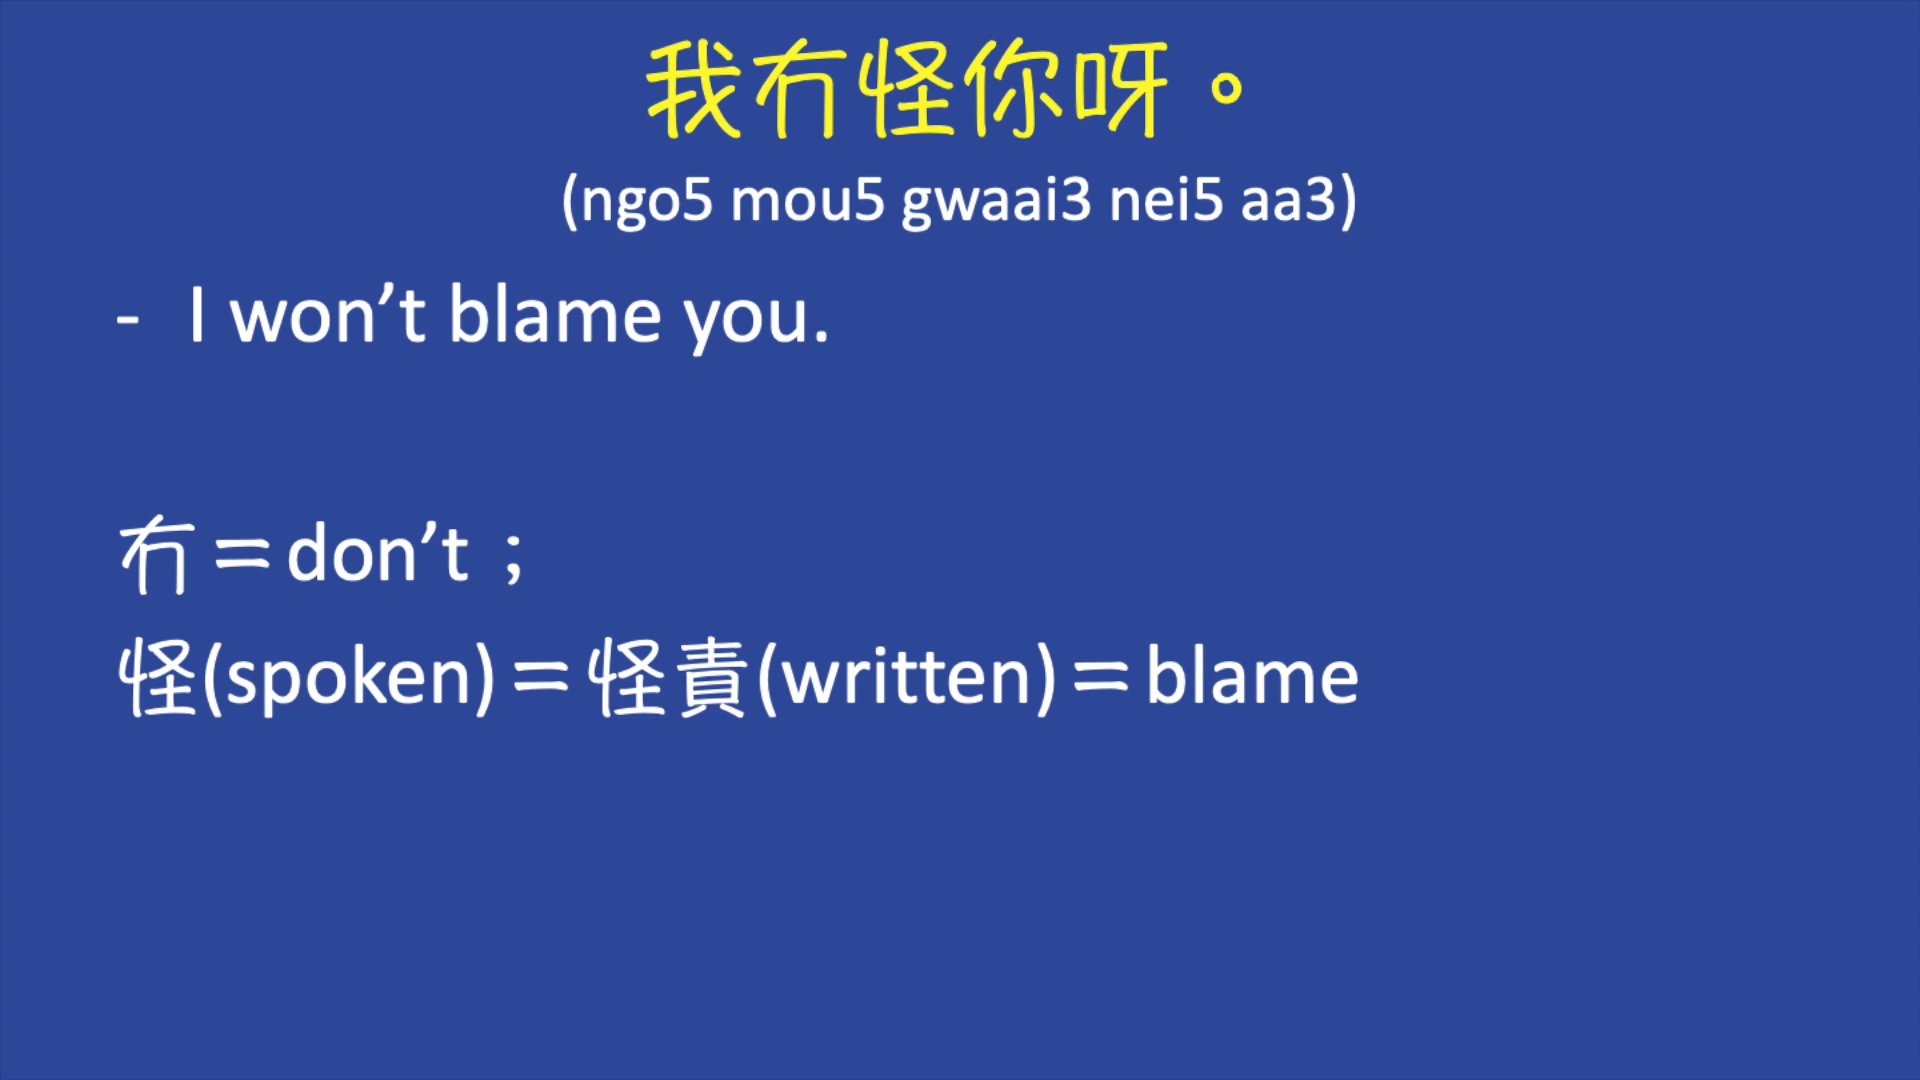 我冇怪你呀。
(ngo5 mou5 gwaai3 nei5 aa3)
- I won’t blame you.
冇＝don’t；
怪(spoken)＝怪責(written)＝blame